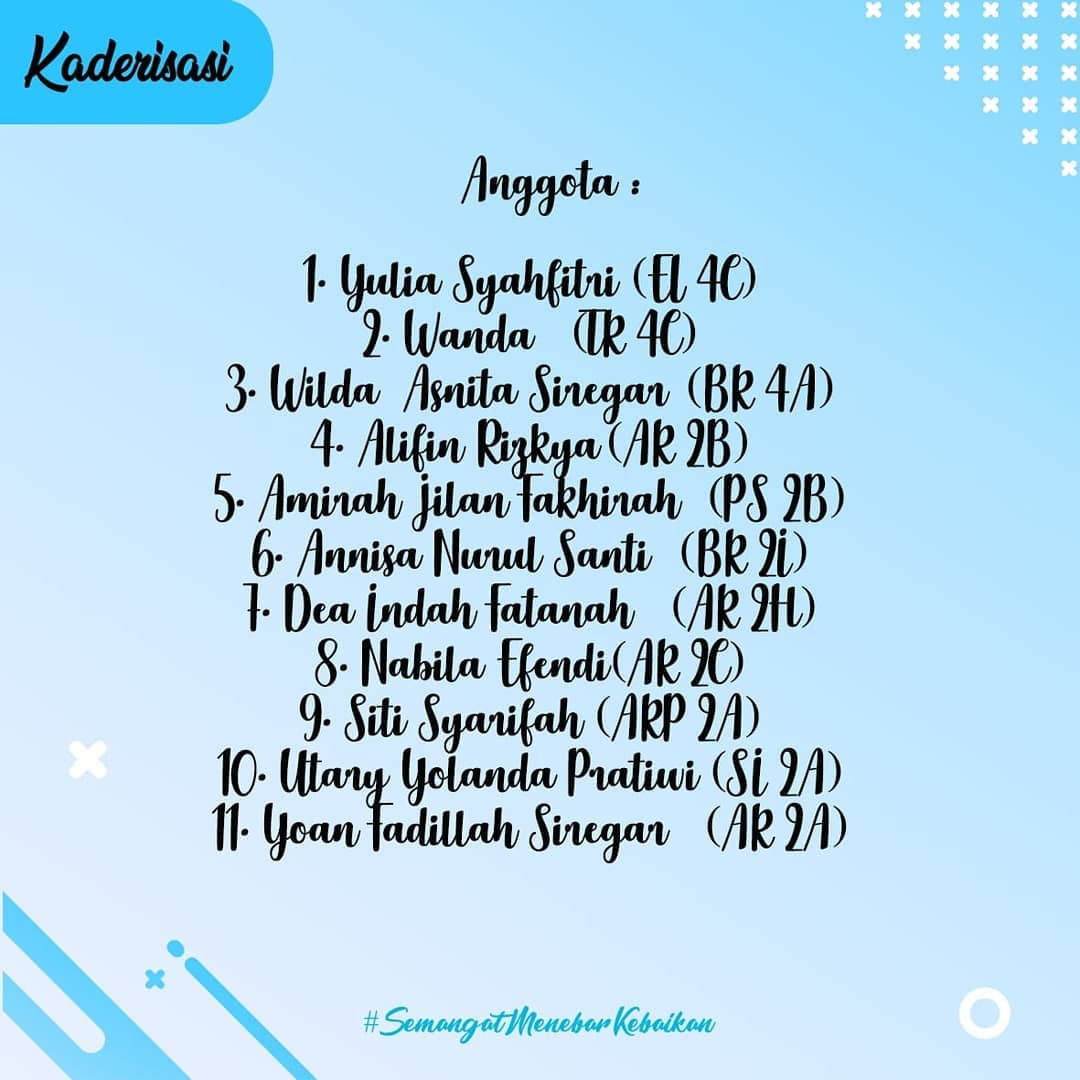 Kaderisasi
Anggota :
1. Yulia Syahfitri (EL 4C)
2. Wanda (TR 4C)
3. Wilda Asnita Siregar (BR 4A)
4. Alifin Rizkya (AR 2B)
5. Amirah Jilan Fakhirah (PS 2B)
6. Annisa Nurul Santi (BR 2i)
7. Dea indah Fatanah (AR 2H)
8. Nabila Efendi(AR 2C)
9. Siti Syarifah (ARP 2A)
10. Utary Yolanda Pratiwi (Si 2A)
11. Yoan Fadillah Siregar (AR 2A)
#SemangatMenebarKebaikan